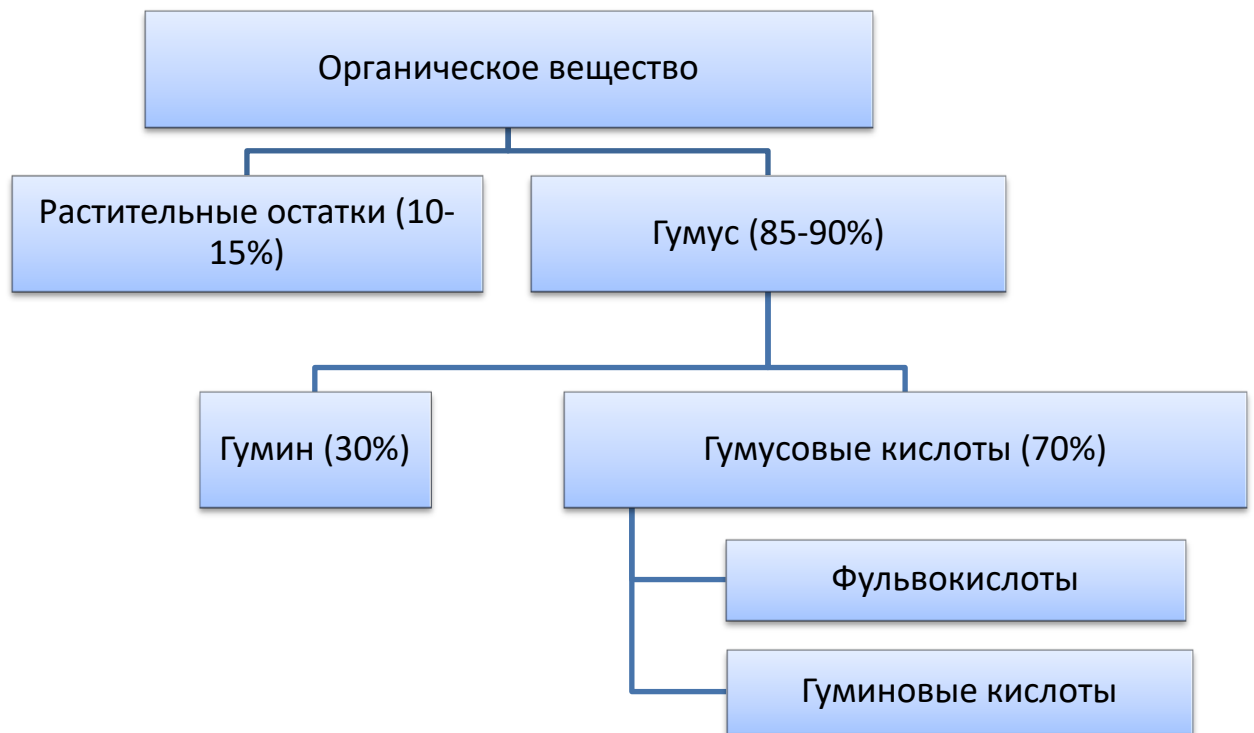 Органическое вещество
Растительные остатки (10-
15%)
Гумус (85-90%)
Гумин (30%)
Гумусовые кислоты (70%)
Фульвокислоты
Гуминовые кислоты